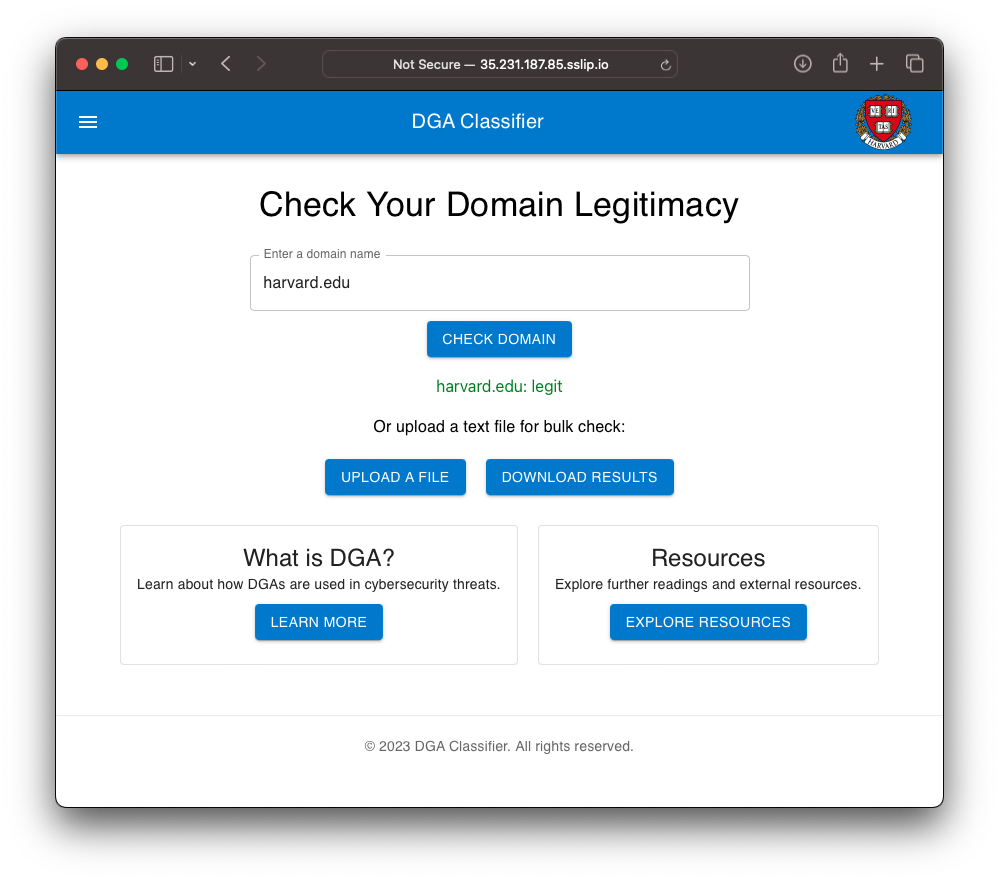 Not Secure — 35.231.187.85.sslip.io
DGA Classifier
VE RI
TAS
HARVARD
Check Your Domain Legitimacy
Enter a domain name
harvard.edu
CHECK DOMAIN
harvard.edu: legit
Or upload a text file for bulk check:
UPLOAD A FILE DOWNLOAD RESULTS
What is DGA?
Learn about how DGAs are used in cybersecurity threats.
LEARN MORE
Resources
Explore further readings and external resources.
EXPLORE RESOURCES
© 2023 DGA Classifier. All rights reserved.